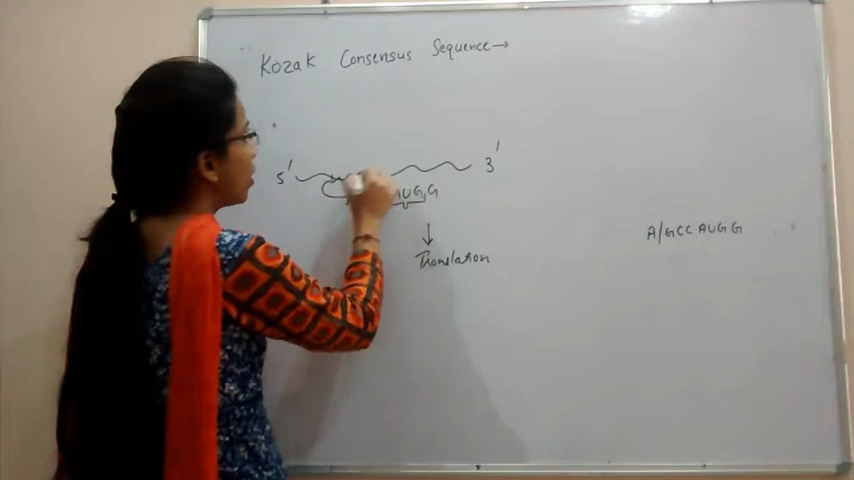 Kozak Consensus Sequence →
5' 3'
AUGG
A/GCC AUGG
↓
Translation